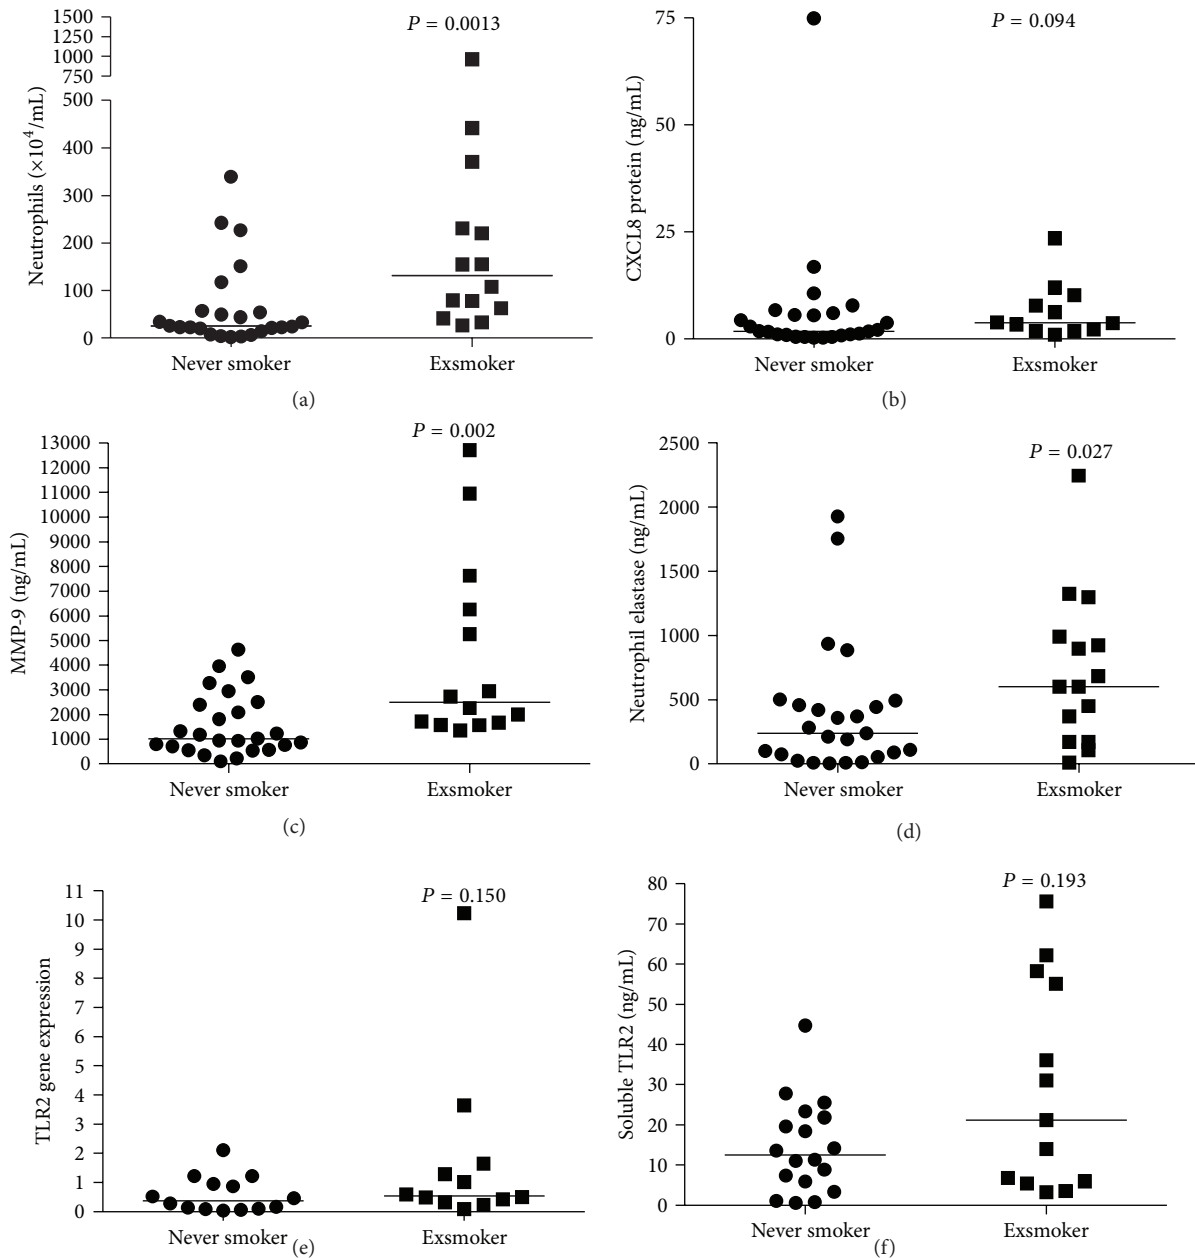 1500
1250
1000
750
500
400
300
200
100
0
Neutrophils (×10⁴/mL)
P = 0.0013
Never smoker
Exsmoker
(a)
75
50
25
0
CXCL8 protein (ng/mL)
P = 0.094
Never smoker
Exsmoker
(b)
13000
12000
11000
10000
9000
8000
7000
6000
5000
4000
3000
2000
1000
0
MMP-9 (ng/mL)
P = 0.002
Never smoker
Exsmoker
(c)
2500
2000
1500
1000
500
0
Neutrophil elastase (ng/mL)
P = 0.027
Never smoker
Exsmoker
(d)
11
10
9
8
7
6
5
4
3
2
1
0
TLR2 gene expression
P = 0.150
Never smoker
Exsmoker
(e)
80
70
60
50
40
30
20
10
0
Soluble TLR2 (ng/mL)
P = 0.193
Never smoker
Exsmoker
(f)